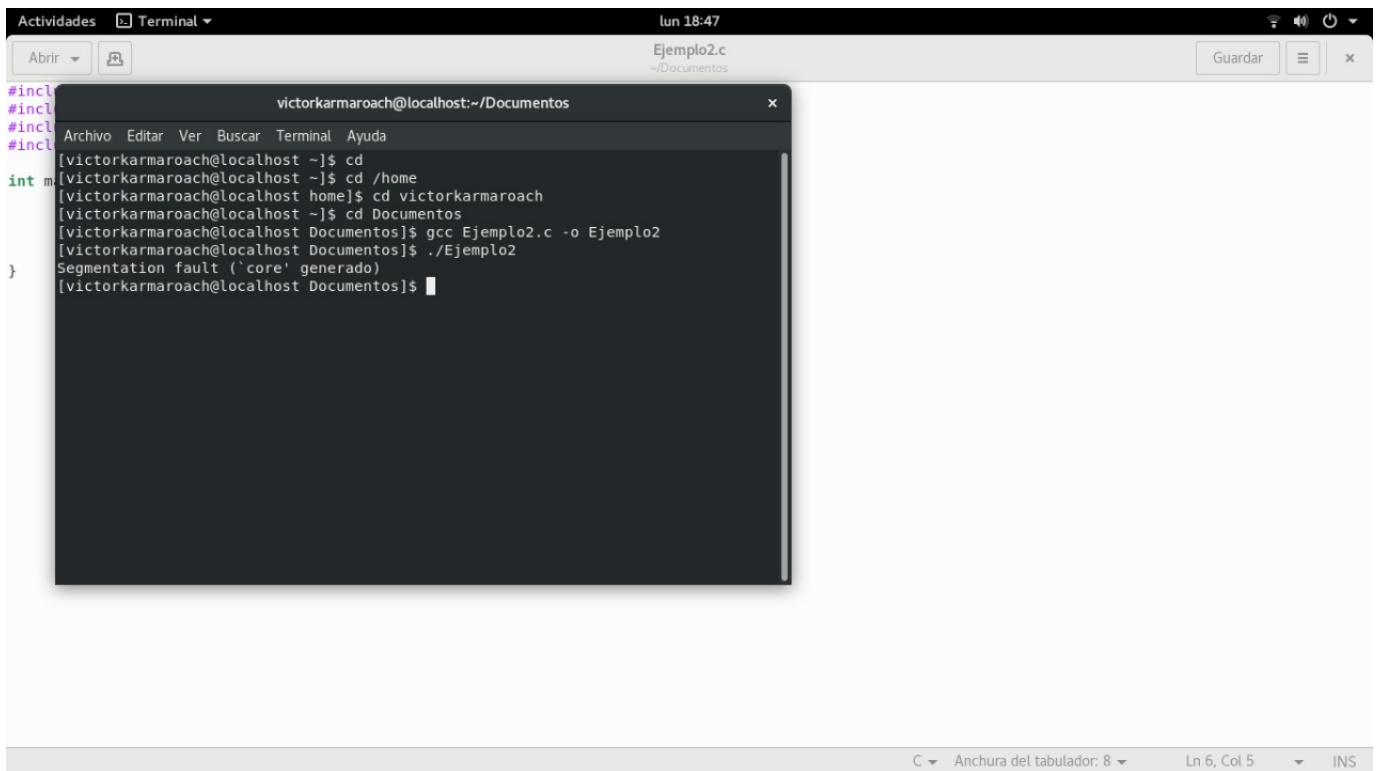 Actividades Terminal lun 18:47
Abrir Ejemplo2.c Guardar
~/Documentos
#incl
#incl
#incl
#incl
int m
}
victorkarmaroach@localhost:~/Documentos
Archivo Editar Ver Buscar Terminal Ayuda
[victorkarmaroach@localhost ~]$ cd
[victorkarmaroach@localhost ~]$ cd /home
[victorkarmaroach@localhost home]$ cd victorkarmaroach
[victorkarmaroach@localhost ~]$ cd Documentos
[victorkarmaroach@localhost Documentos]$ gcc Ejemplo2.c -o Ejemplo2
[victorkarmaroach@localhost Documentos]$ ./Ejemplo2
Segmentation fault (`core' generado)
[victorkarmaroach@localhost Documentos]$
C Anchura del tabulador: 8 Ln 6, Col 5 INS